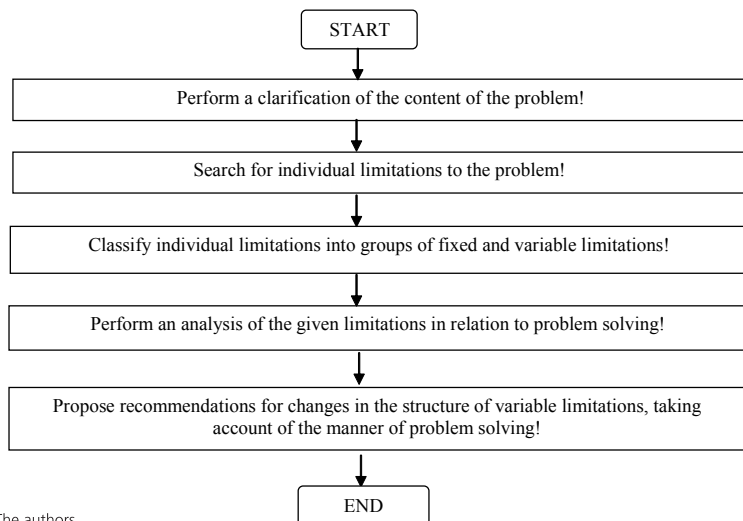 START
Perform a clarification of the content of the problem!
Search for individual limitations to the problem!
Classify individual limitations into groups of fixed and variable limitations!
Perform an analysis of the given limitations in relation to problem solving!
Propose recommendations for changes in the structure of variable limitations, taking
account of the manner of problem solving!
END
The authors